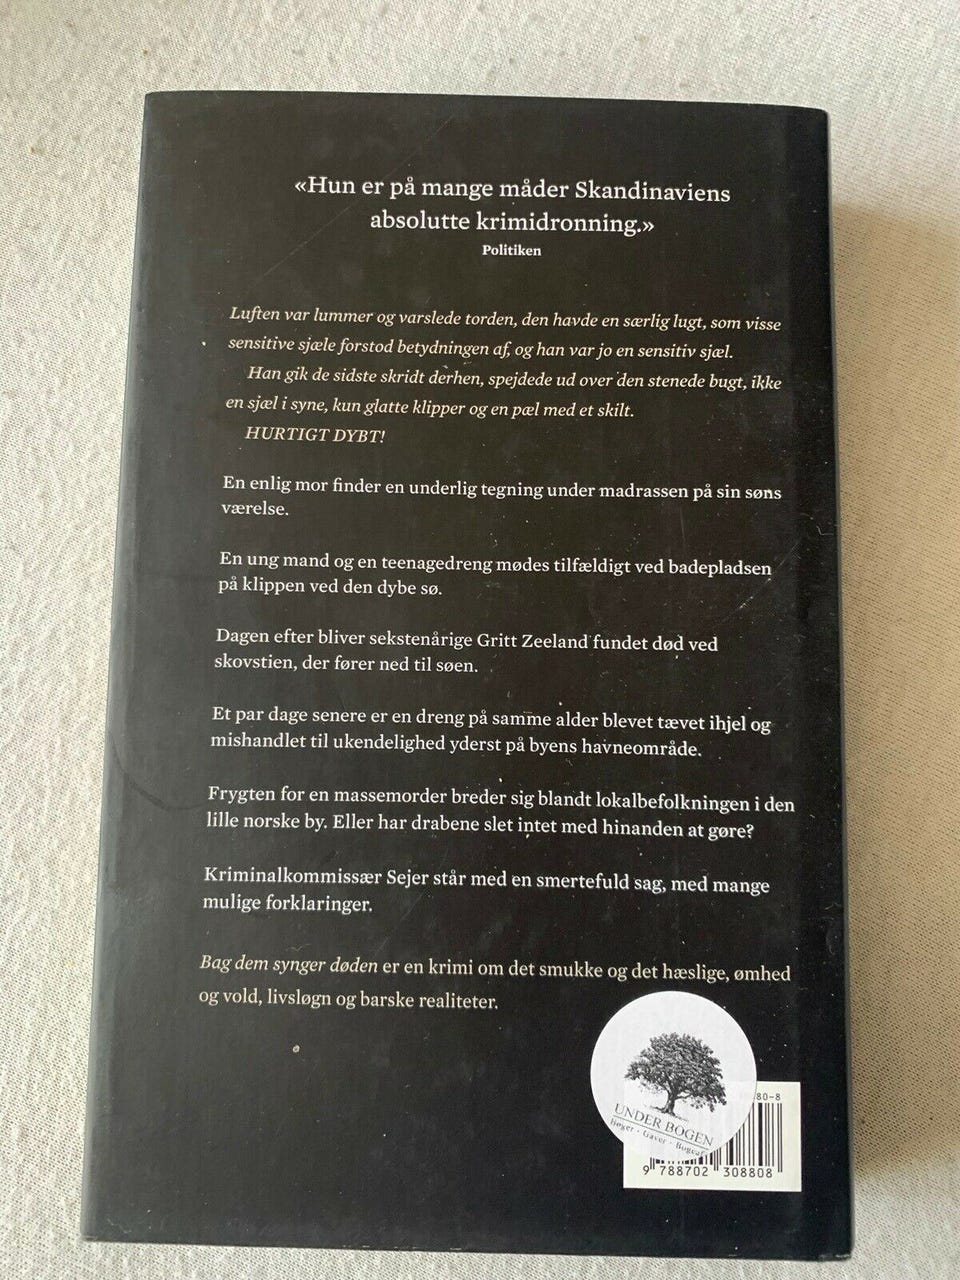 «Hun er på mange måder Skandinaviens
absolutte krimidronning.»
Politiken
Luften var lummer og varslede torden, den havde en særlig lugt, som visse
sensitive sjæle forstod betydningen af, og han var jo en sensitiv sjæl.
Han gik de sidste skridt derhen, spejdede ud over den stenede bugt, ikke
en sjæl i syne, kun glatte klipper og en pæl med et skilt.
HURTIGT DYBT!
En enlig mor finder en underlig tegning under madrassen på sin søns
værelse.
En ung mand og en teenagedreng mødes tilfældigt ved badepladsen
på klippen ved den dybe sø.
Dagen efter bliver sekstenårige Gritt Zeeland fundet død ved
skovstien, der fører ned til søen.
Et par dage senere er en dreng på samme alder blevet tævet ihjel og
mishandlet til ukendelighed yderst på byens havneområde.
Frygten for en massemorder breder sig blandt lokalbefolkningen i den
lille norske by. Eller har drabene slet intet med hinanden at gøre?
Kriminalkommissær Sejer står med en smertefuld sag, med mange
mulige forklaringer.
Bag dem synger døden er en krimi om det smukke og det hæslige, ømhed
og vold, livsløgn og barske realiteter.
80-8
UNDER BØGEN
Bøger · Gaver ·
9 788702 308808